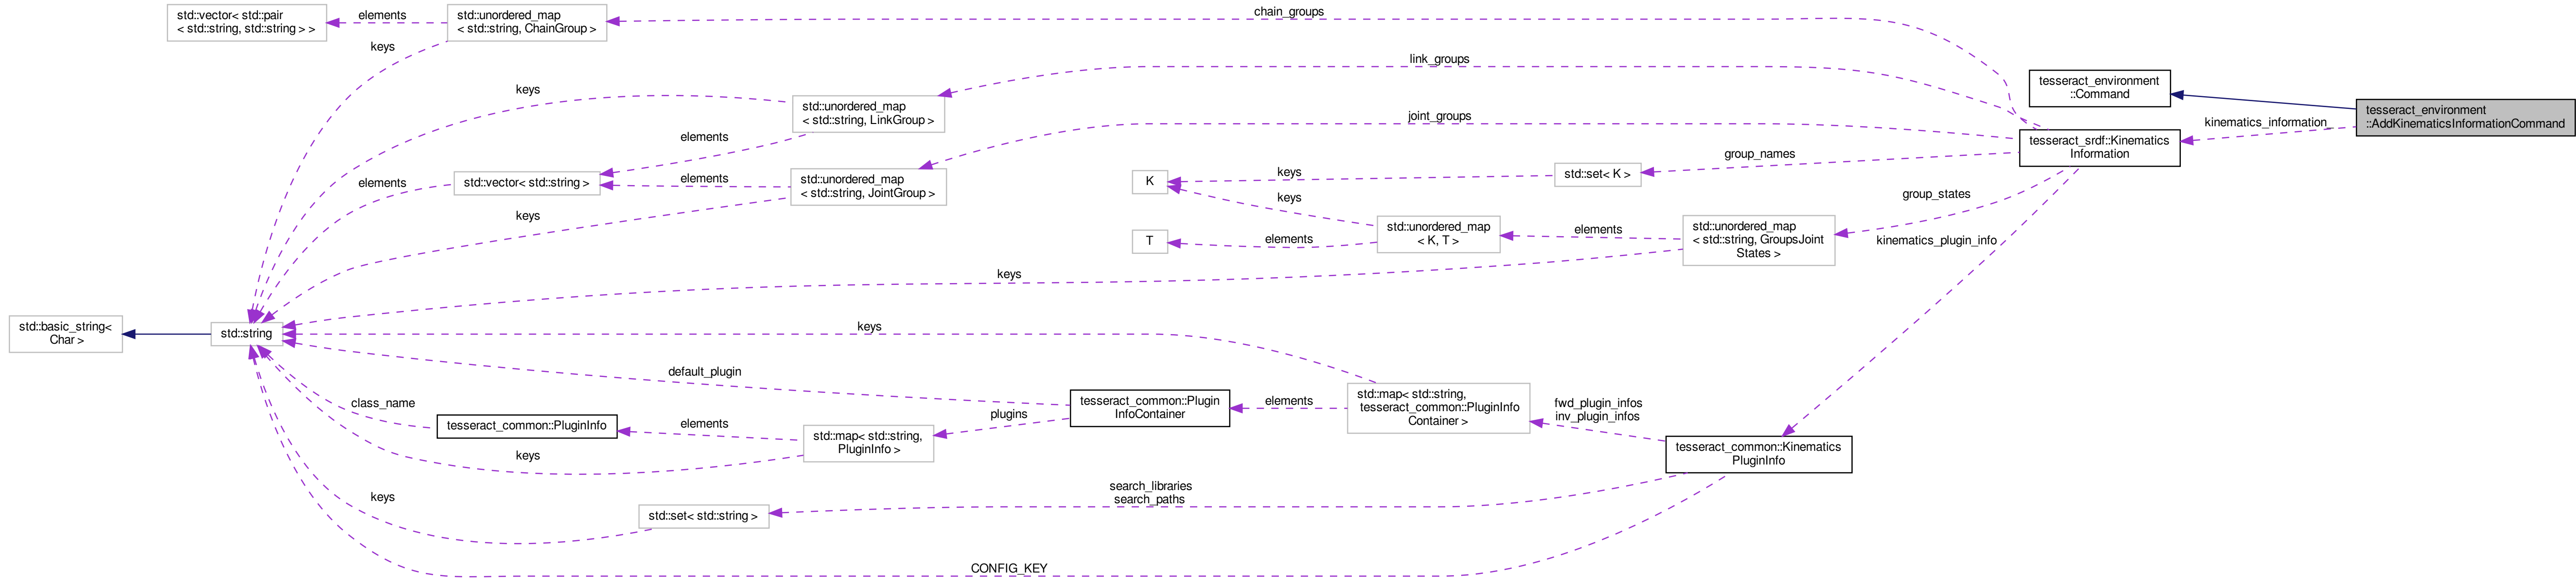 std::vector< std::pair
< std::string, std::string > >
elements
std::unordered_map
< std::string, ChainGroup >
chain_groups
keys
link_groups
tesseract_environment
::Command
tesseract_environment
::AddKinematicsInformationCommand
keys
std::unordered_map
< std::string, LinkGroup >
joint_groups
kinematics_information_
elements
tesseract_srdf::Kinematics
Information
group_names
elements
std::vector< std::string >
elements
std::unordered_map
< std::string, JointGroup >
K
keys
std::set< K >
keys
group_states
keys
T
elements
std::unordered_map
< K, T >
elements
std::unordered_map
< std::string, GroupsJoint
States >
kinematics_plugin_info
keys
std::basic_string<
Char >
std::string
keys
default_plugin
class_name
tesseract_common::PluginInfo
elements
keys
std::map< std::string,
PluginInfo >
plugins
tesseract_common::Plugin
InfoContainer
elements
std::map< std::string,
tesseract_common::PluginInfo
Container >
fwd_plugin_infos
inv_plugin_infos
tesseract_common::Kinematics
PluginInfo
keys
std::set< std::string >
search_libraries
search_paths
CONFIG_KEY